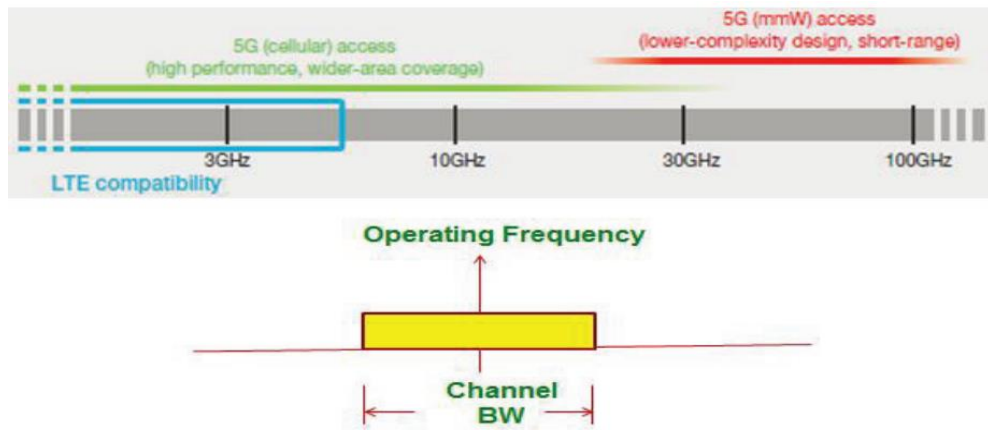 5G (mmW) access
(lower-complexity design, short-range)
5G (cellular) access
(high performance, wider-area coverage)
3GHz
10GHz
30GHz
100GHz
LTE compatibility
Operating Frequency
Channel
BW